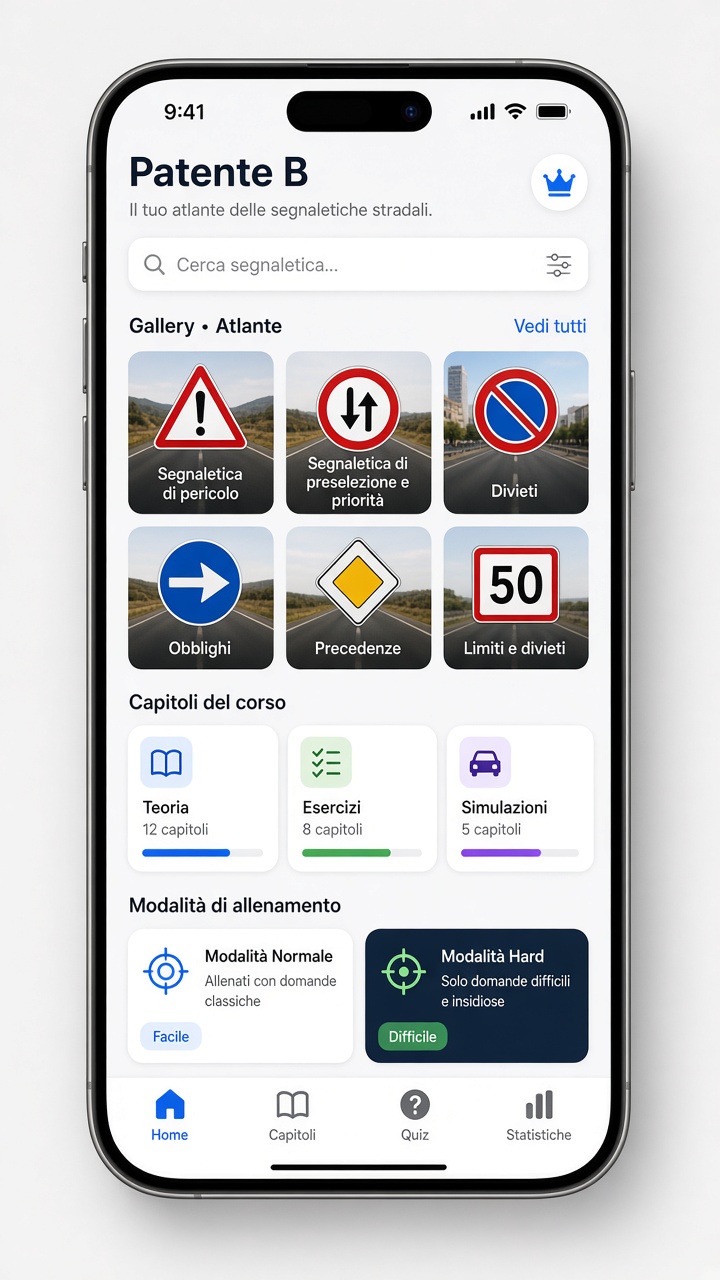 9:41
Patente B
Il tuo atlante delle segnaletiche stradali.
Cerca segnaletica...
Gallery • Atlante
Vedi tutti
Segnaletica
di pericolo
Segnaletica di
preselezione e
priorità
Divieti
Obblighi
Precedenze
50
Limiti e divieti
Capitoli del corso
Teoria
12 capitoli
Esercizi
8 capitoli
Simulazioni
5 capitoli
Modalità di allenamento
Modalità Normale
Allenati con domande
classiche
Facile
Modalità Hard
Solo domande difficili
e insidiose
Difficile
Home
Capitoli
Quiz
Statistiche